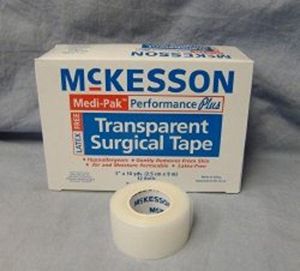 McKESSON
Medi-Pak™ Performance Plus
LATEX FREE
Transparent
Surgical Tape
• Hypoallergenic • Gently Removes From Skin
• Air and Moisture Permeable • Latex-Free
1" x 10 yds (2.5 cm x 9 m)
12 Rolls
McKESSON